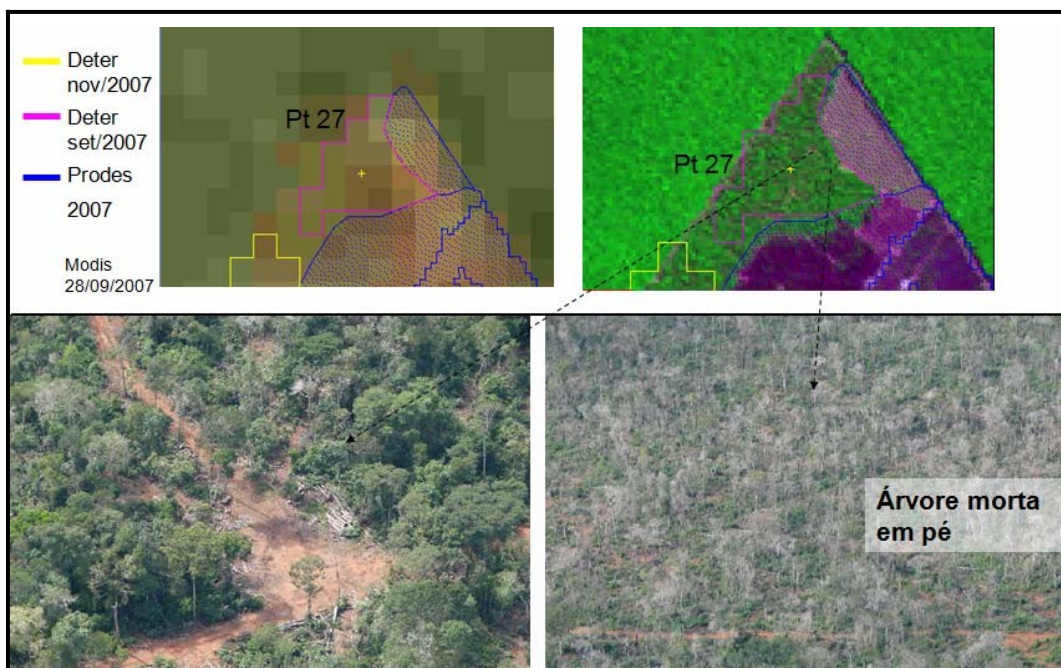 Deter
nov/2007
Deter
set/2007
Prodes
2007
Modis
28/09/2007
Pt 27
Pt 27
Árvore morta
em pé